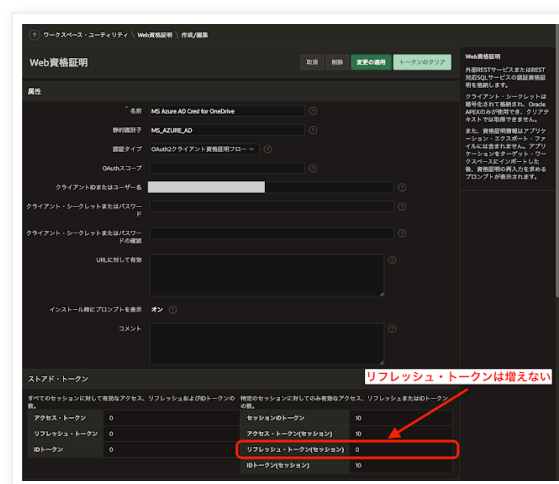 ワークスペース・ユーティリティ \ Web資格証明 \ 作成/編集
Web資格証明
取消 削除 変更の適用 トークンのクリア
属性
* 名前 MS Azure AD Cred for OneDrive
静的識別子 MS_AZURE_AD
認証タイプ OAuth2クライアント資格証明フロー
OAuthスコープ
クライアントIDまたはユーザー名
クライアント・シークレットまたはパスワー
ド
クライアント・シークレットまたはパスワー
ドの確認
URLに対して有効
インストール時にプロンプトを表示 オン
コメント
ストアド・トークン
リフレッシュ・トークンは増えない
すべてのセッションに対して有効なアクセス、リフレッシュおよびIDトークンの
数。
アクセス・トークン 0
リフレッシュ・トークン 0
IDトークン 0
特定のセッションに対してのみ有効なアクセス、リフレッシュまたはIDトークン
の数。
セッションのトークン 10
アクセス・トークン(セッション) 10
リフレッシュ・トークン(セッション) 0
IDトークン(セッション) 10
Web資格証明
外部RESTサービスまたはREST
対応SQLサービスの認証資格証
明を格納します。
クライアント・シークレットは
暗号化されて格納され、Oracle
APEXのみが使用でき、クリアテ
キストでは取得できません。
また、資格証明情報はアプリケ
ーション・エクスポート・ファ
イルには含まれません。アプリ
ケーションをターゲット・ワー
クスペースにインポートした
後、資格証明の再入力を求める
プロンプトが表示されます。